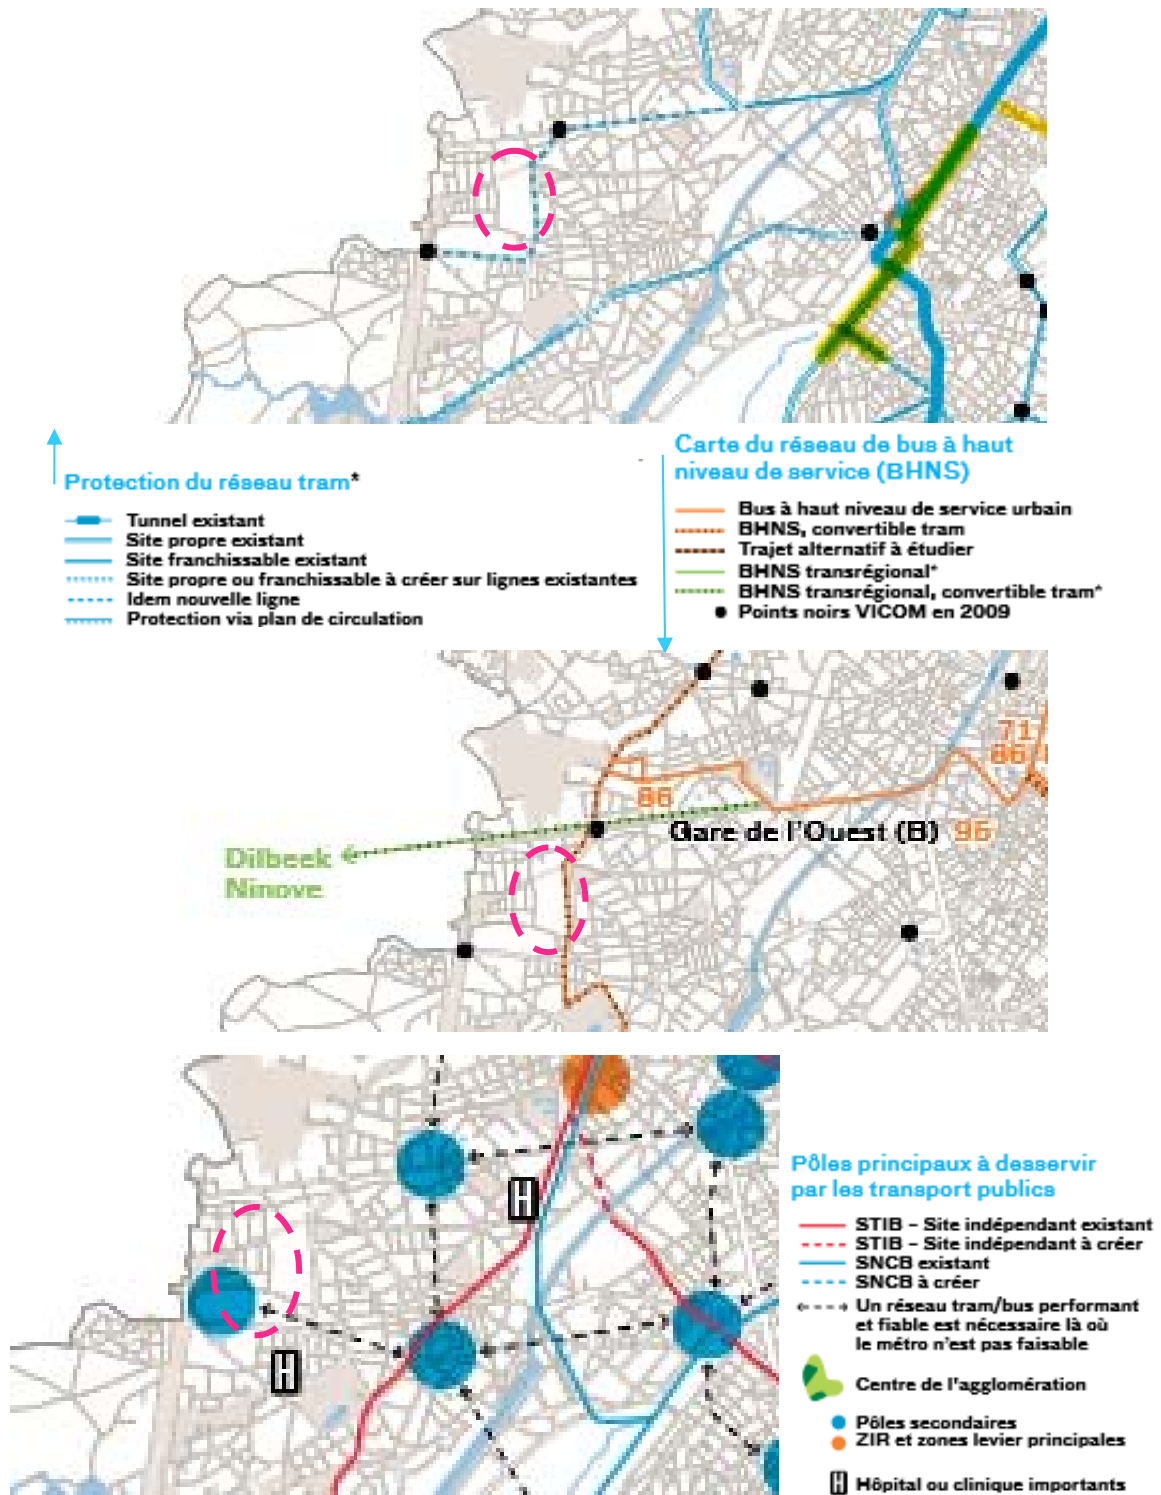 Protection du réseau tram*
Tunnel existant
Site propre existant
Site franchissable existant
Site propre ou franchissable à créer sur lignes existantes
Idem nouvelle ligne
Protection via plan de circulation
Carte du réseau de bus à haut
niveau de service (BHNS)
Bus à haut niveau de service urbain
BHNS, convertible tram
Trajet alternatif à étudier
BHNS transrégional*
BHNS transrégional, convertible tram*
Points noirs VICOM en 2009
71
86
86
Gare de l'Ouest (B) 95
Dilbeek
Ninove
H
H
Pôles principaux à desservir
par les transport publics
STIB – Site indépendant existant
STIB – Site indépendant à créer
SNCB existant
SNCB à créer
Un réseau tram/bus performant
et fiable est nécessaire là où
le métro n'est pas faisable
Centre de l'agglomération
Pôles secondaires
ZIR et zones levier principales
H Hôpital ou clinique importants